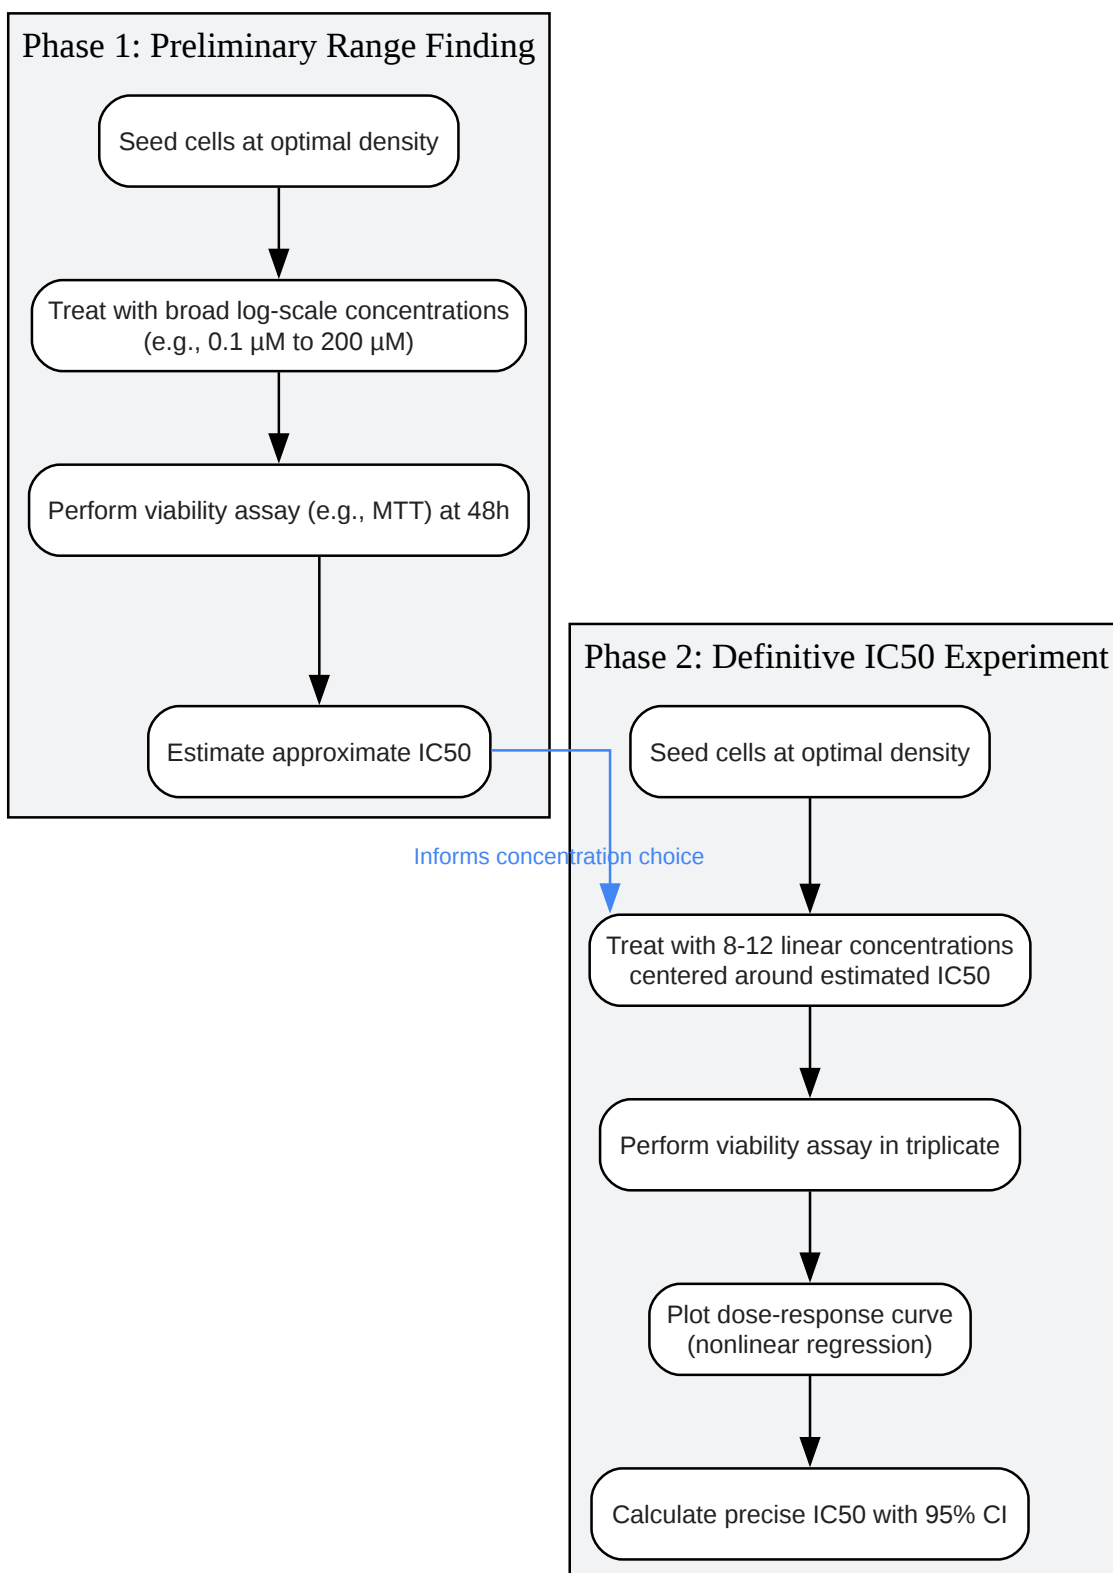 Phase 1: Preliminary Range Finding
Seed cells at optimal density
Treat with broad log-scale concentrations
(e.g., 0.1 µM to 200 µM)
Perform viability assay (e.g., MTT) at 48h
Estimate approximate IC50
Informs concentration choice
Phase 2: Definitive IC50 Experiment
Seed cells at optimal density
Treat with 8-12 linear concentrations
centered around estimated IC50
Perform viability assay in triplicate
Plot dose-response curve
(nonlinear regression)
Calculate precise IC50 with 95% CI